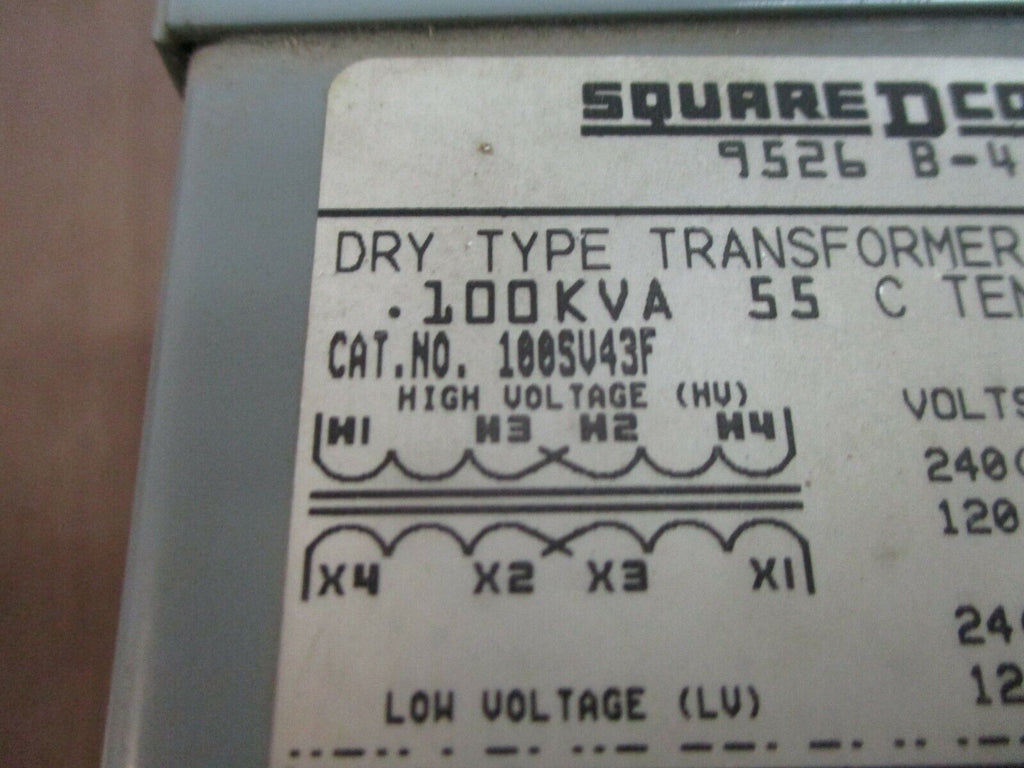 SQUARE D CO
9526 B-4
DRY TYPE TRANSFORMER
.100KVA 55 C TEM
CAT.NO. 100SV43F
HIGH VOLTAGE (HV)
VOLTS
H1 H3 H2 H4
240
120
X4 X2 X3 X1
24
12
LOW VOLTAGE (LV)